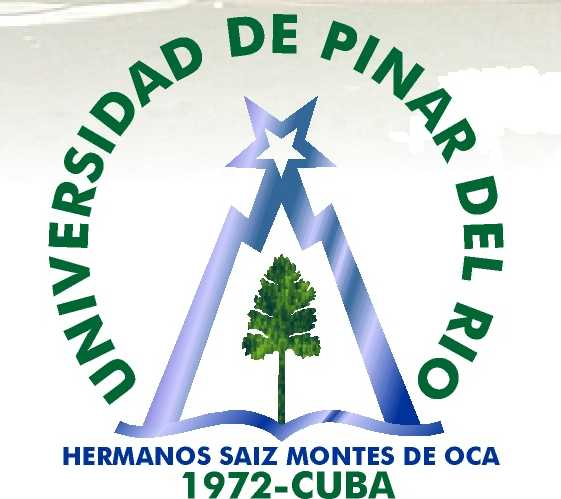 UNIVERSIDAD DE PINAR DEL RIO
HERMANOS SAIZ MONTES DE OCA
1972-CUBA